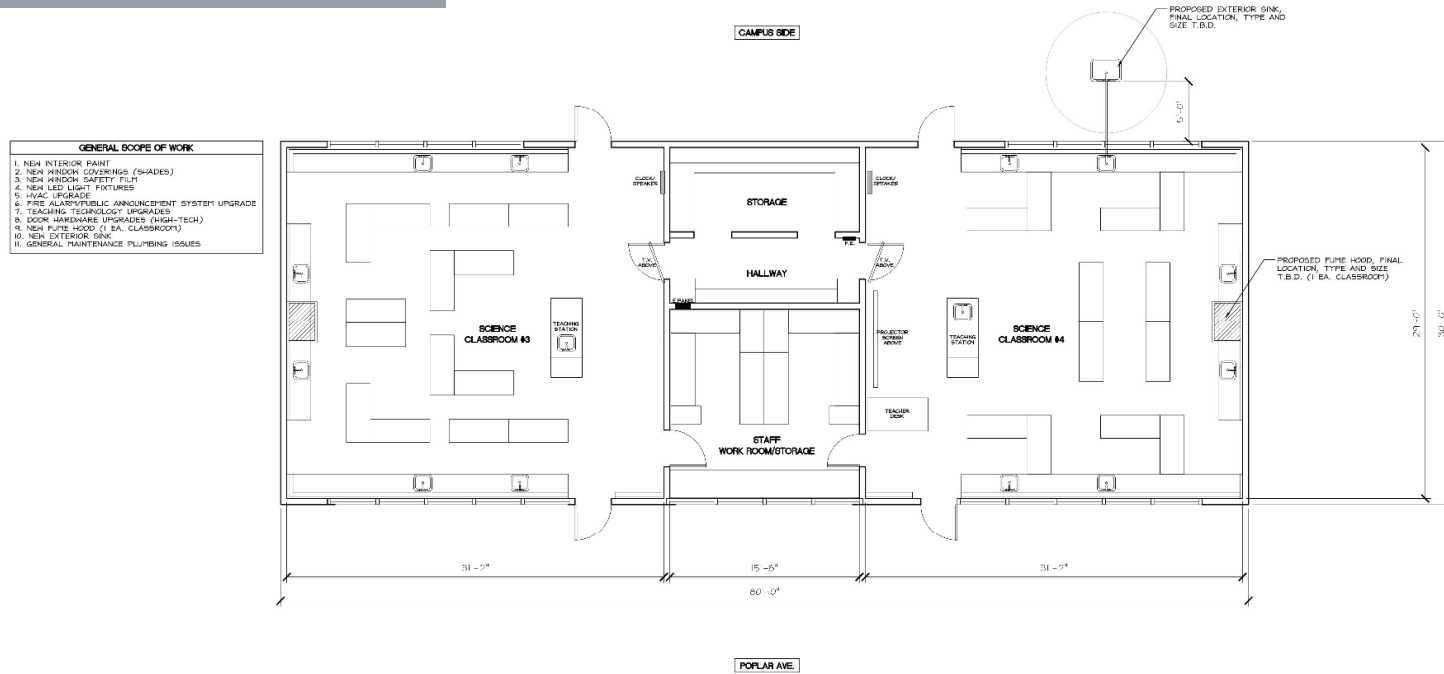 CAMPUS SIDE
PROPOSED EXTERIOR SINK,
FINAL LOCATION, TYPE AND
SIZE T.B.D.
5'-0"
GENERAL SCOPE OF WORK
1. NEW INTERIOR PAINT
2. NEW WINDOW COVERINGS (SHADES)
3. NEW WINDOW SAFETY FILM
4. NEW LED LIGHT FIXTURES
5. HVAC UPGRADE
6. FIRE ALARM/PUBLIC ANNOUNCEMENT SYSTEM UPGRADE
7. TEACHING TECHNOLOGY UPGRADES
8. DOOR HARDWARE UPGRADES (HIGH-TECH)
9. NEW FUME HOOD (1 EA. CLASSROOM)
10. NEW EXTERIOR SINK
11. GENERAL MAINTENANCE PLUMBING ISSUES
CLOCK/
SPEAKER
STORAGE
CLOCK/
SPEAKER
F.E.
T.V.
ABOVE
HALLWAY
T.V.
ABOVE
E.PANEL
PROPOSED FUME HOOD, FINAL
LOCATION, TYPE AND SIZE
T.B.D. (1 EA. CLASSROOM)
SCIENCE
CLASSROOM #3
TEACHING
STATION
PROJECTOR
SCREEN
ABOVE
TEACHING
STATION
SCIENCE
CLASSROOM #4
29'-0"
30'-0"
TEACHER
DESK
STAFF
WORK ROOM/STORAGE
31'-2"
15'-8"
31'-2"
80'-0"
POPLAR AVE.